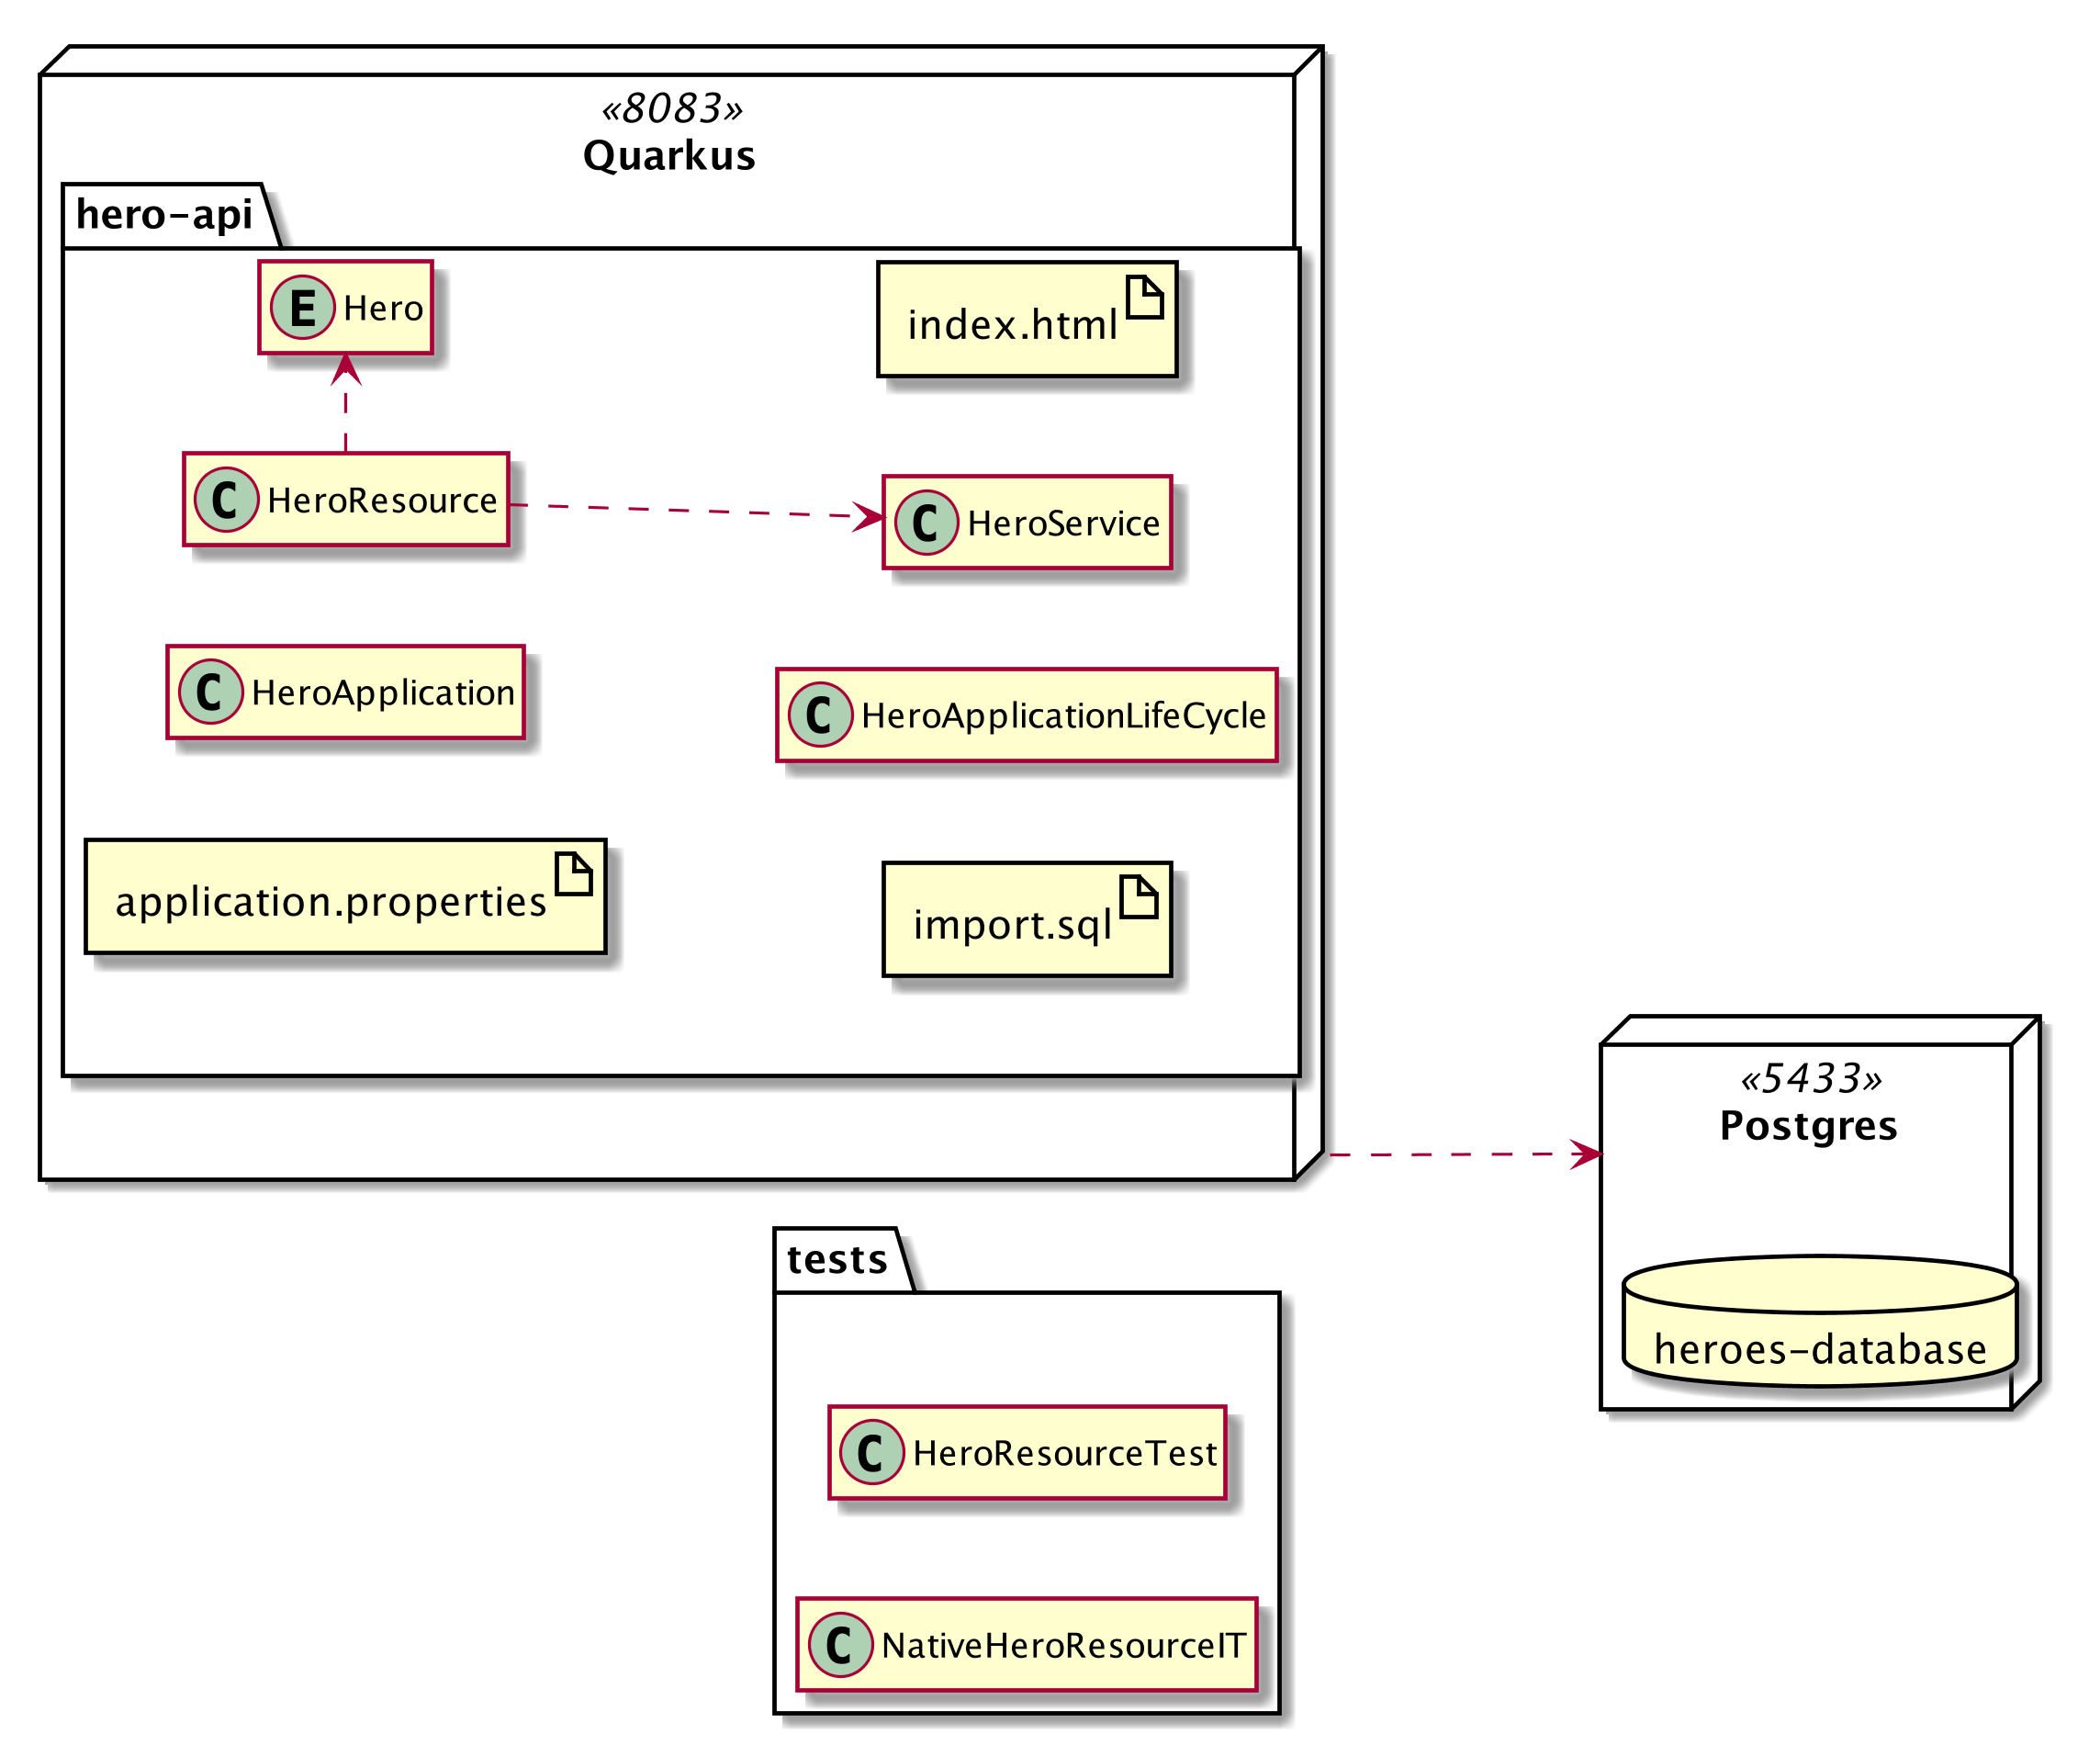 «8083»
Quarkus
hero-api
E Hero
index.html
C HeroResource
C HeroService
C HeroApplication
C HeroApplicationLifeCycle
application.properties
import.sql
«5433»
Postgres
heroes-database
tests
C HeroResourceTest
C NativeHeroResourceIT